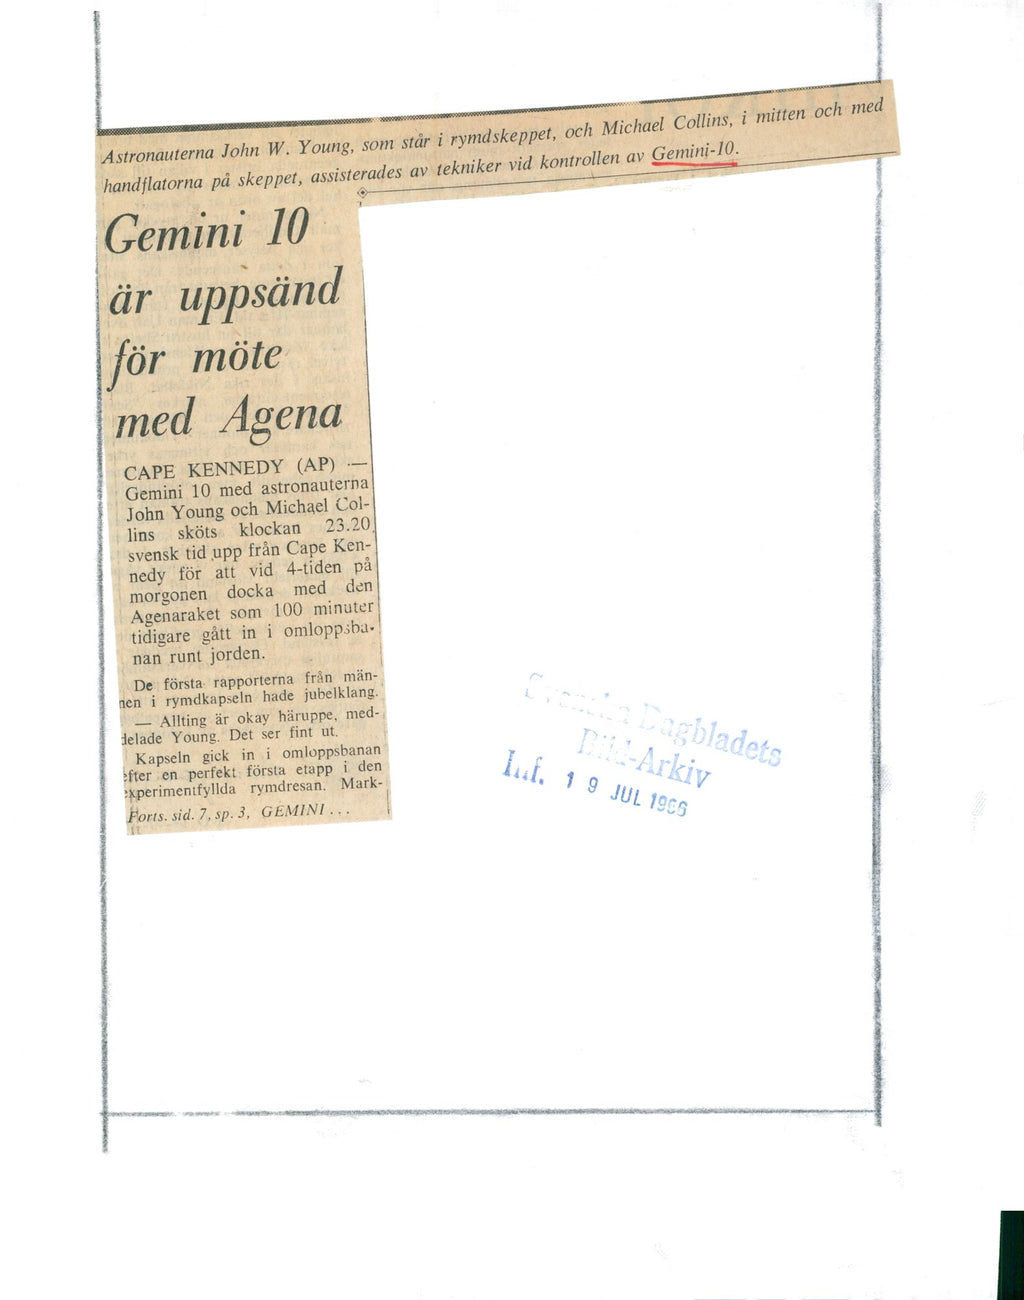 Astronauterna John W. Young, som står i rymdskeppet, och Michael Collins, i mitten och med
handflatorna på skeppet, assisterades av tekniker vid kontrollen av Gemini-10.
Gemini 10
är uppsänd
för möte
med Agena
CAPE KENNEDY (AP) —
Gemini 10 med astronauterna
John Young och Michael Col-
lins sköts klockan 23.20
svensk tid upp från Cape Ken-
nedy för att vid 4-tiden på
morgonen docka med den
Agenaraket som 100 minuter
tidigare gått in i omloppsba-
nan runt jorden.
De första rapporterna från män-
nen i rymdkapseln hade jubelklang.
— Allting är okay häruppe, med-
delade Young. Det ser fint ut.
Kapseln gick in i omloppsbanan
efter en perfekt första etapp i den
experimentfyllda rymdresan. Mark-
Forts. sid. 7, sp. 3, GEMINI . . .
Svenska Dagbladets
Bild-Arkiv
Inf. 19 JUL 1966